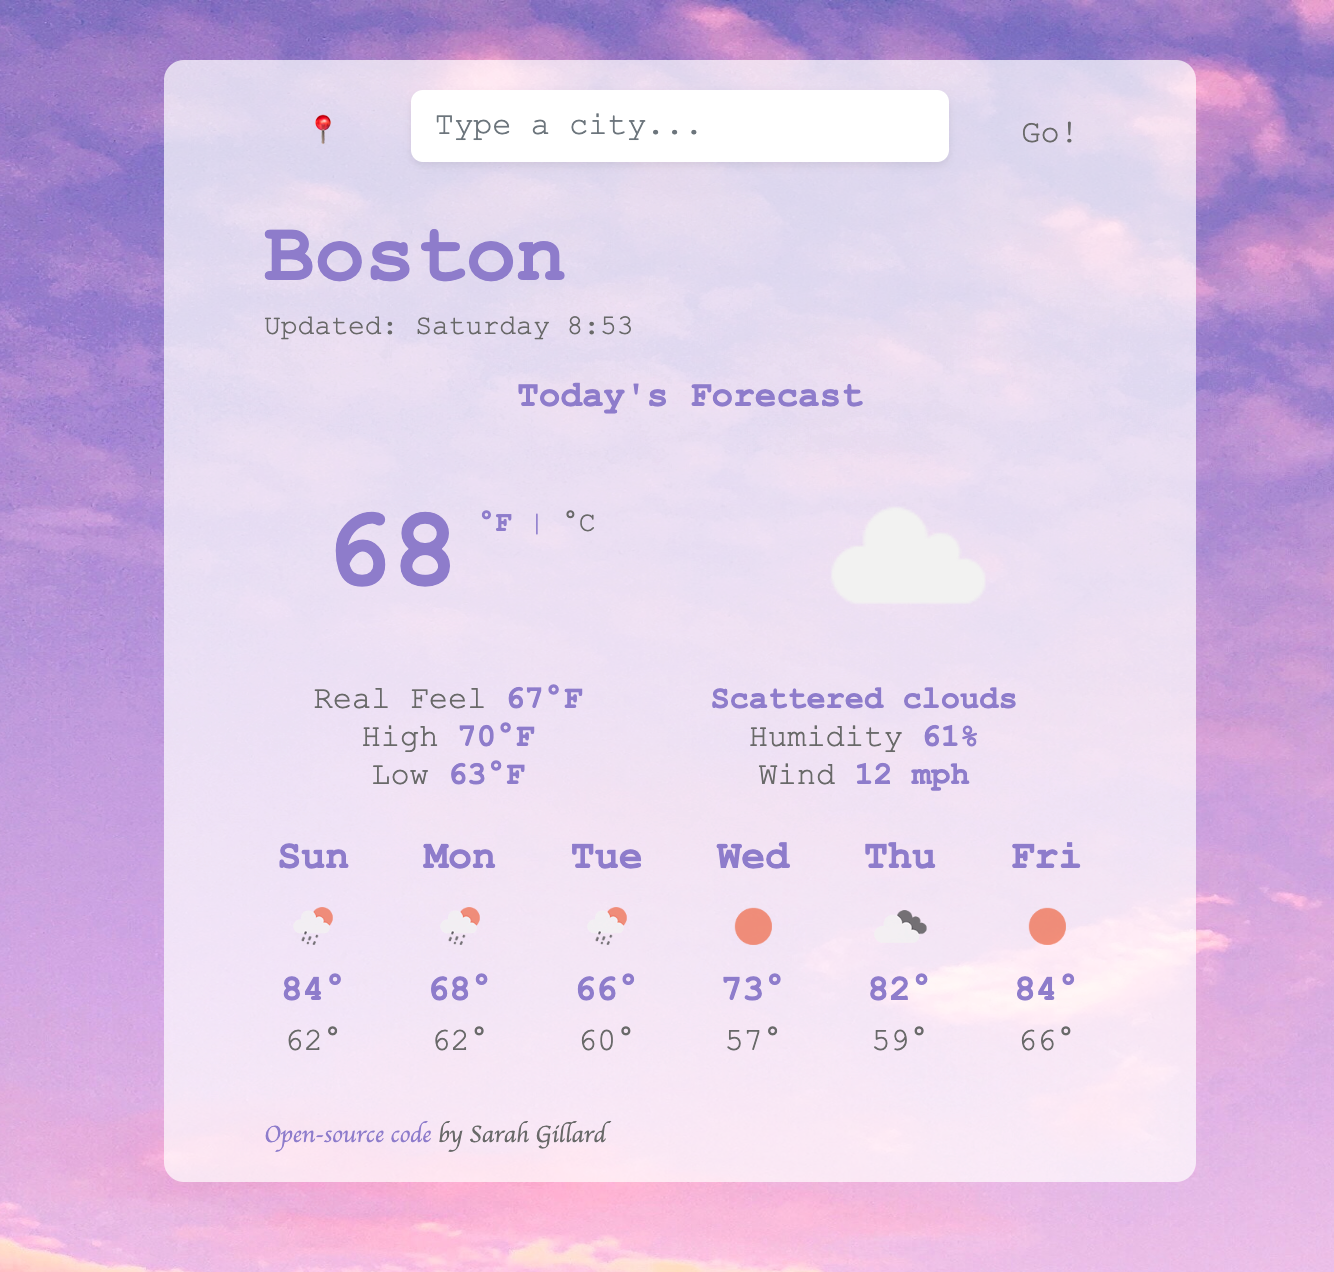 Type a city...
Go!
Boston
Updated: Saturday 8:53
Today's Forecast
68 °F | °C
Real Feel 67°F
High 70°F
Low 63°F
Scattered clouds
Humidity 61%
Wind 12 mph
Sun Mon Tue Wed Thu Fri
84° 68° 66° 73° 82° 84°
62° 62° 60° 57° 59° 66°
Open-source code by Sarah Gillard